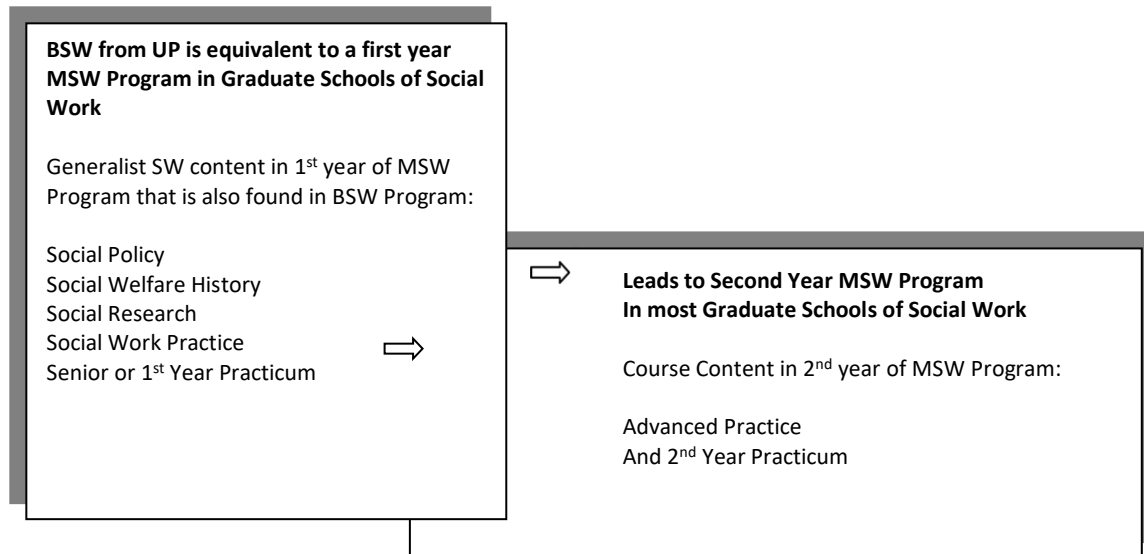 BSW from UP is equivalent to a first year
MSW Program in Graduate Schools of Social
Work
Generalist SW content in 1st year of MSW
Program that is also found in BSW Program:
Social Policy
Social Welfare History
Social Research
Social Work Practice
Senior or 1st Year Practicum
Leads to Second Year MSW Program
In most Graduate Schools of Social Work
Course Content in 2nd year of MSW Program:
Advanced Practice
And 2nd Year Practicum